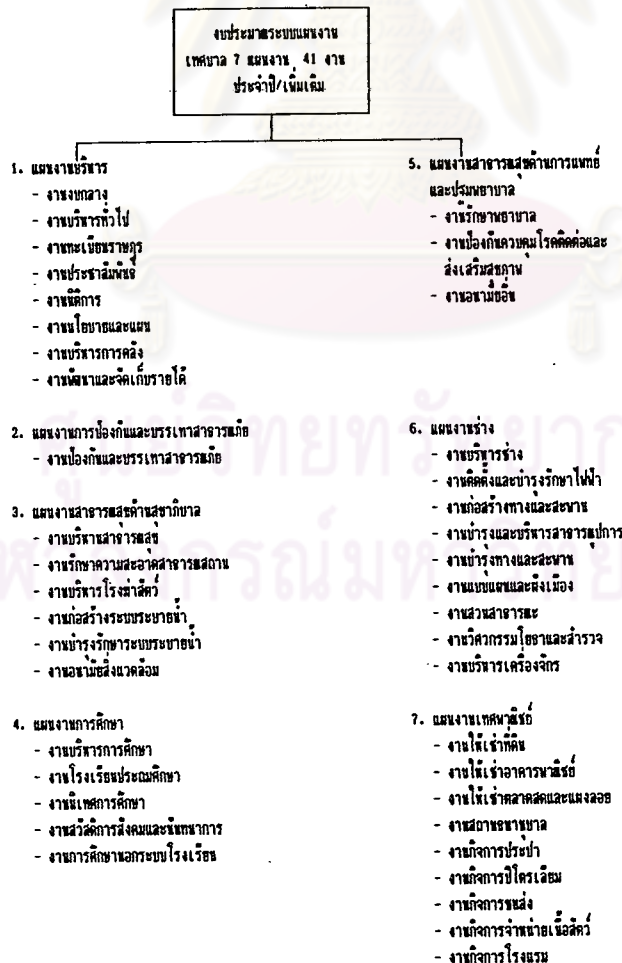 งบประมาณระบบแผนงาน
เทศบาล 7 แผนงาน 41 งาน
ประจำปี/เพิ่มเติม
1. แผนงานบริหาร
- งานงบกลาง
- งานบริหารทั่วไป
- งานทะเบียนราษฎร
- งานประชาสัมพันธ์
- งานนิติการ
- งานนโยบายและแผน
- งานบริหารการคลัง
- งานพัฒนาและจัดเก็บรายได้
2. แผนงานการป้องกันและบรรเทาสาธารณภัย
- งานป้องกันและบรรเทาสาธารณภัย
3. แผนงานสาธารณสุขด้านสุขาภิบาล
- งานบริหารสาธารณสุข
- งานรักษาความสะอาดสาธารณสถาน
- งานบริหารโรงฆ่าสัตว์
- งานก่อสร้างระบบระบายน้ำ
- งานบำรุงรักษาระบบระบายน้ำ
- งานอนามัยสิ่งแวดล้อม
4. แผนงานการศึกษา
- งานบริหารการศึกษา
- งานโรงเรียนประถมศึกษา
- งานนิเทศการศึกษา
- งานสวัสดิการสังคมและนันทนาการ
- งานการศึกษานอกระบบโรงเรียน
5. แผนงานสาธารณสุขด้านการแพทย์
และปฐมพยาบาล
- งานรักษาพยาบาล
- งานป้องกันควบคุมโรคติดต่อและ
ส่งเสริมสุขภาพ
- งานอนามัยอื่น
6. แผนงานช่าง
- งานบริหารช่าง
- งานติดตั้งและบำรุงรักษาไฟฟ้า
- งานก่อสร้างทางและสะพาน
- งานบำรุงและบริหารสาธารณูปการ
- งานบำรุงทางและสะพาน
- งานแบบแผนและผังเมือง
- งานสวนสาธารณะ
- งานวิศวกรรมโยธาและสำรวจ
- งานบริหารเครื่องจักร
7. แผนงานเทศพาณิชย์
- งานให้เช่าที่ดิน
- งานให้เช่าอาคารพาณิชย์
- งานให้เช่าตลาดสดและแผงลอย
- งานสถานธนานุบาล
- งานกิจการประปา
- งานกิจการปิโตรเลียม
- งานกิจการขนส่ง
- งานกิจการจำหน่ายเนื้อสัตว์
- งานกิจการโรงแรม